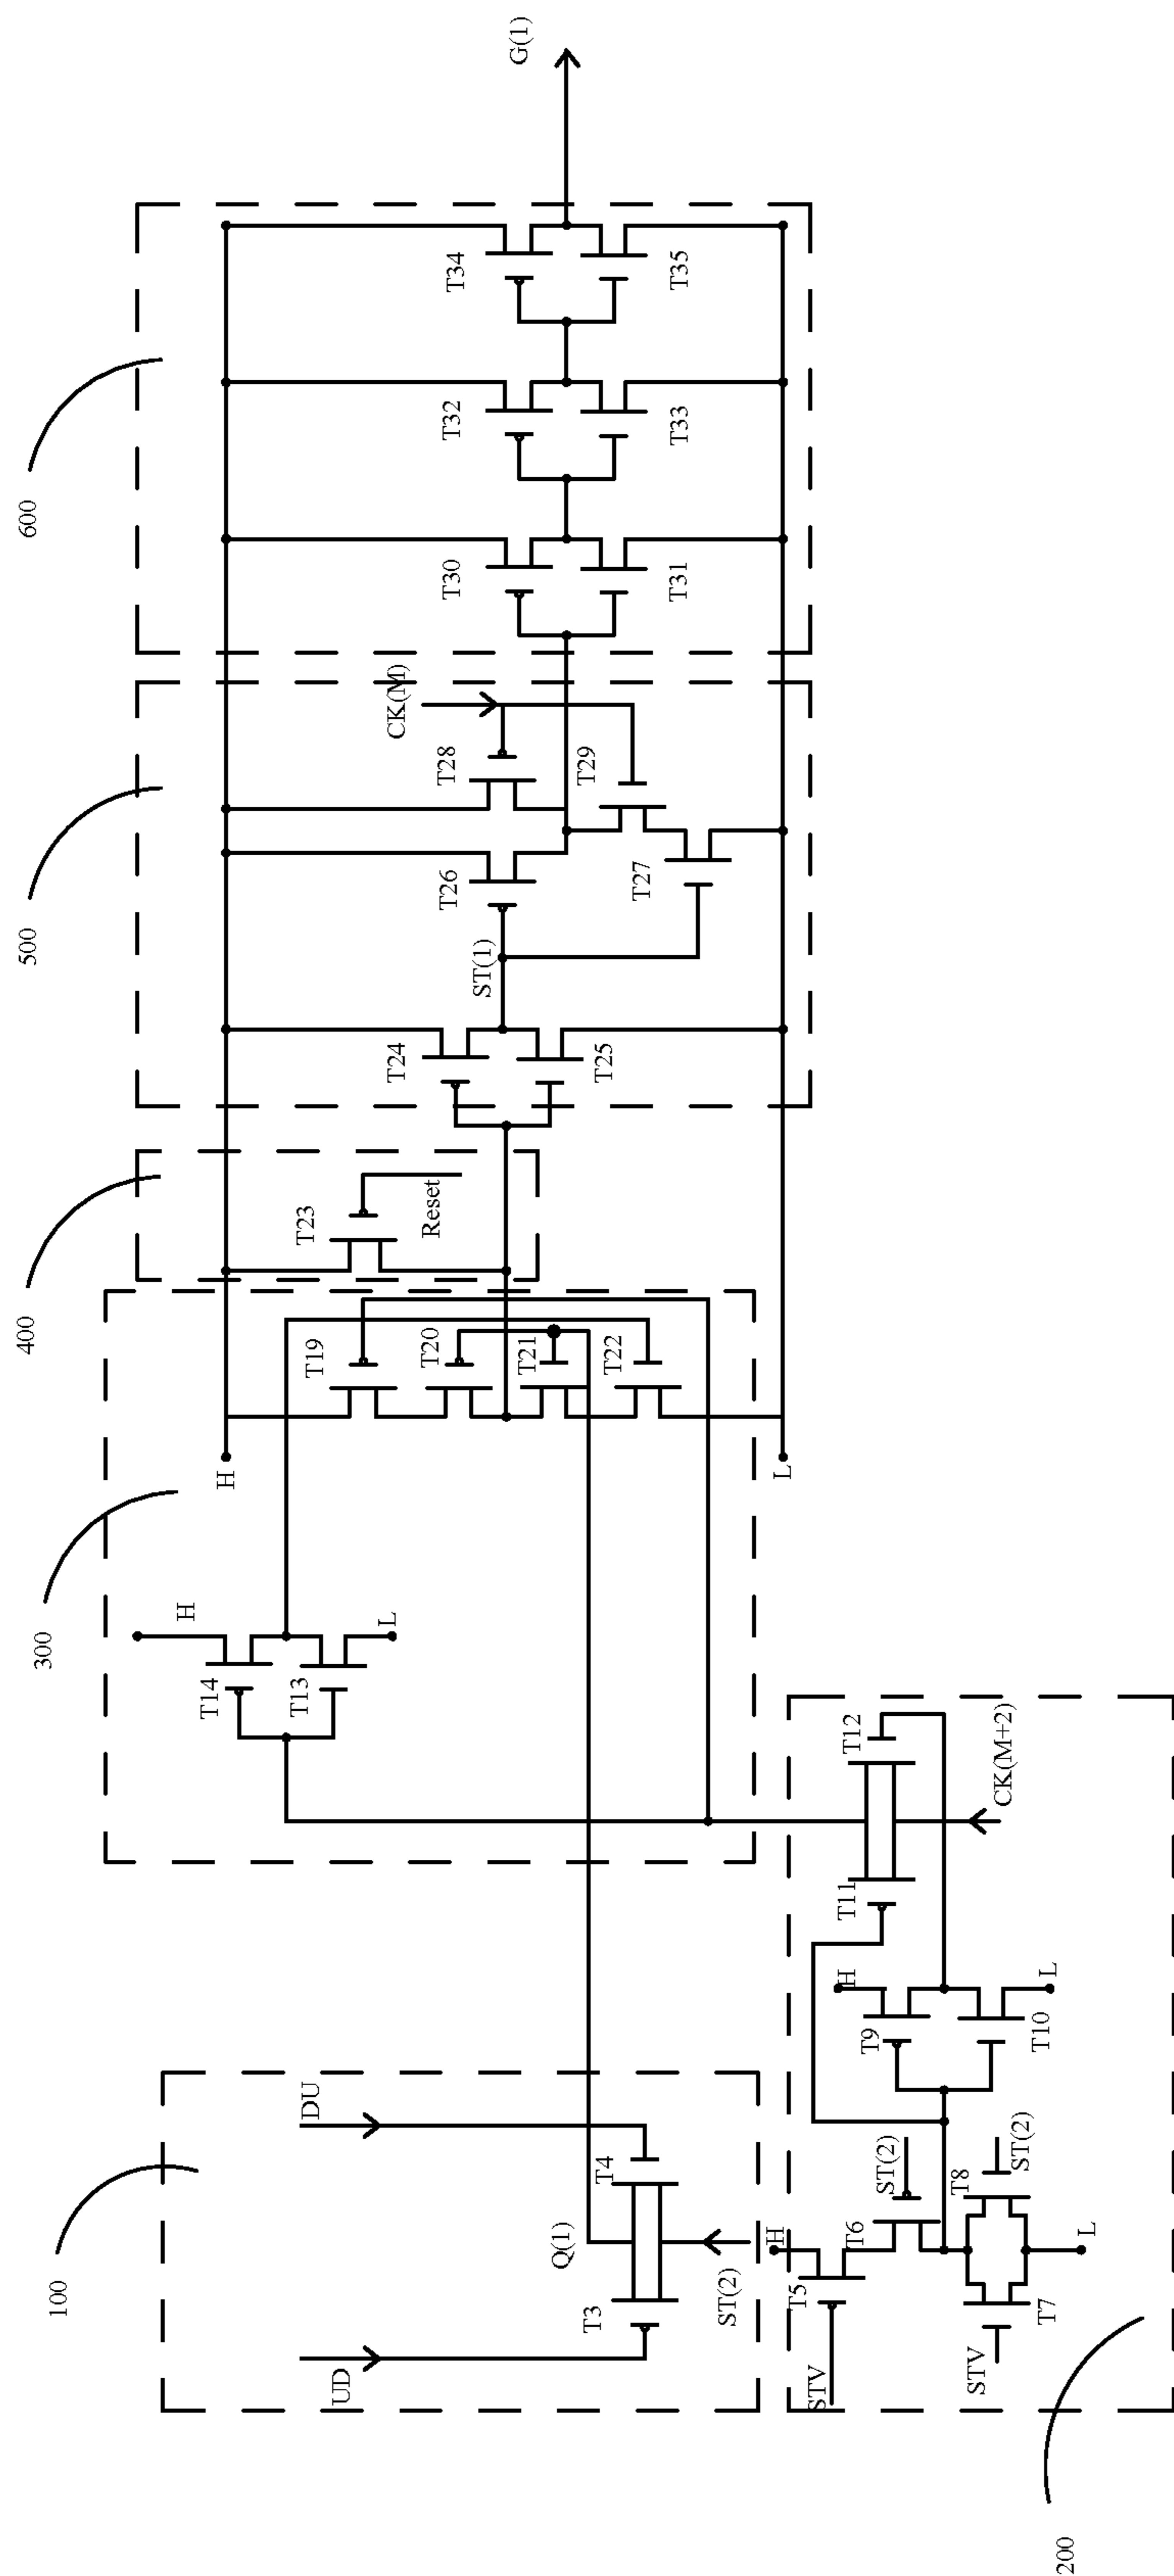 G(1)
600
T34
T35
T32
T33
T30
T31
500
CK(M)
T28
T29
T26
T27
ST(1)
T24
T25
400
T23
Reset
T19
T20
T21
T22
H
L
300
H
T14
T13
L
T12
CK(M+2)
T11
H
T9
T10
L
100
DU
T4
Q(1)
T3
UD
ST(2)
H
ST(2)
T6
T8
ST(2)
T5
L
T7
STV
STV
200